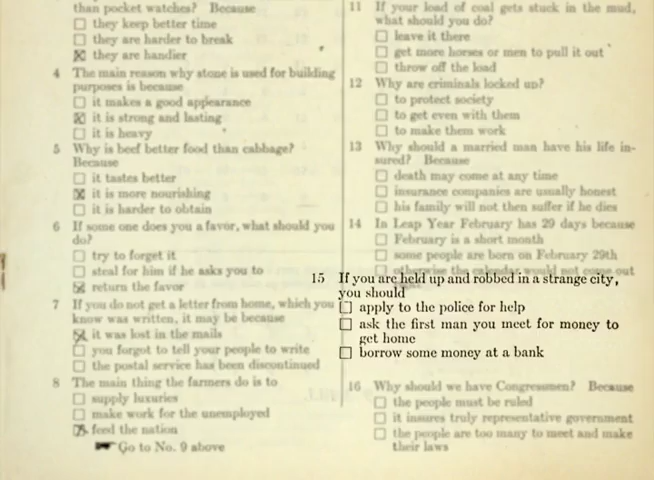 than pocket watches? Because
they keep better time
they are harder to break
they are handier
4 The main reason why stone is used for building
purposes is because
it makes a good appearance
it is strong and lasting
it is heavy
5 Why is beef better food than cabbage?
Because
it tastes better
it is more nourishing
it is harder to obtain
6 If some one does you a favor, what should you
do?
try to forget it
steal for him if he asks you to
return the favor
7 If you do not get a letter from home, which you
know was written, it may be because
it was lost in the mails
you forgot to tell your people to write
the postal service has been discontinued
8 The main thing the farmers do is to
supply luxuries
make work for the unemployed
feed the nation
Go to No. 9 above
11 If your load of coal gets stuck in the mud,
what should you do?
leave it there
get more horses or men to pull it out
throw off the load
12 Why are criminals locked up?
to protect society
to get even with them
to make them work
13 Why should a married man have his life in-
sured? Because
death may come at any time
insurance companies are usually honest
his family will not then suffer if he dies
14 In Leap Year February has 29 days because
February is a short month
some people are born on February 29th
otherwise the calendar would not come out
15 If you are held up and robbed in a strange city,
you should
apply to the police for help
ask the first man you meet for money to
get home
borrow some money at a bank
16 Why should we have Congressmen? Because
the people must be ruled
it insures truly representative government
the people are too many to meet and make
their laws